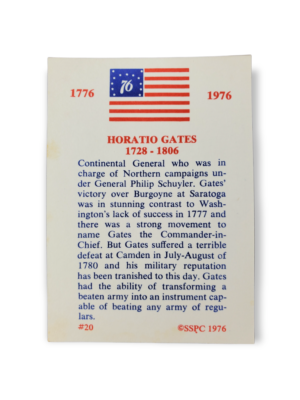 1776
76
1976
HORATIO GATES
1728 - 1806
Continental General who was in
charge of Northern campaigns un-
der General Philip Schuyler. Gates'
victory over Burgoyne at Saratoga
was in stunning contrast to Wash-
ington's lack of success in 1777 and
there was a strong movement to
name Gates the Commander-in-
Chief. But Gates suffered a terrible
defeat at Camden in July-August of
1780 and his military reputation
has been tranished to this day. Gates
had the ability of transforming a
beaten army into an instrument cap-
able of beating any army of regu-
lars.
#20
©SSPC 1976